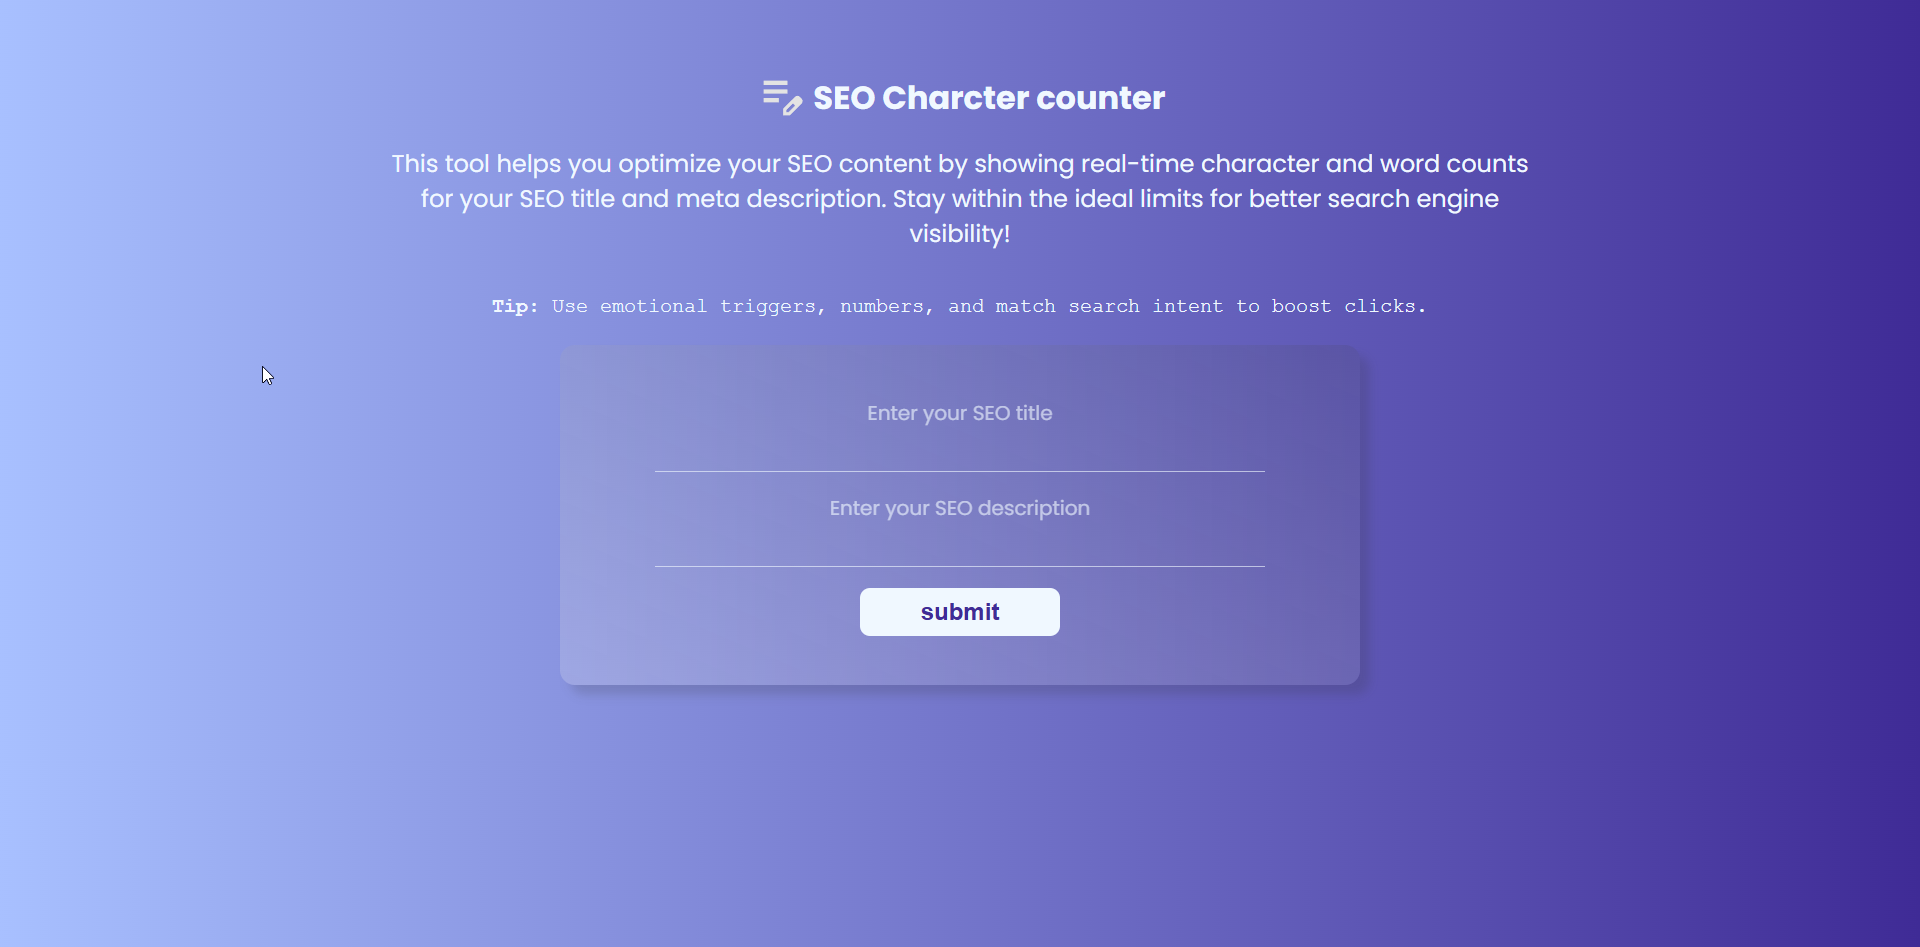 SEO Charcter counter
This tool helps you optimize your SEO content by showing real-time character and word counts
for your SEO title and meta description. Stay within the ideal limits for better search engine
visibility!
Tip: Use emotional triggers, numbers, and match search intent to boost clicks.
Enter your SEO title
Enter your SEO description
submit